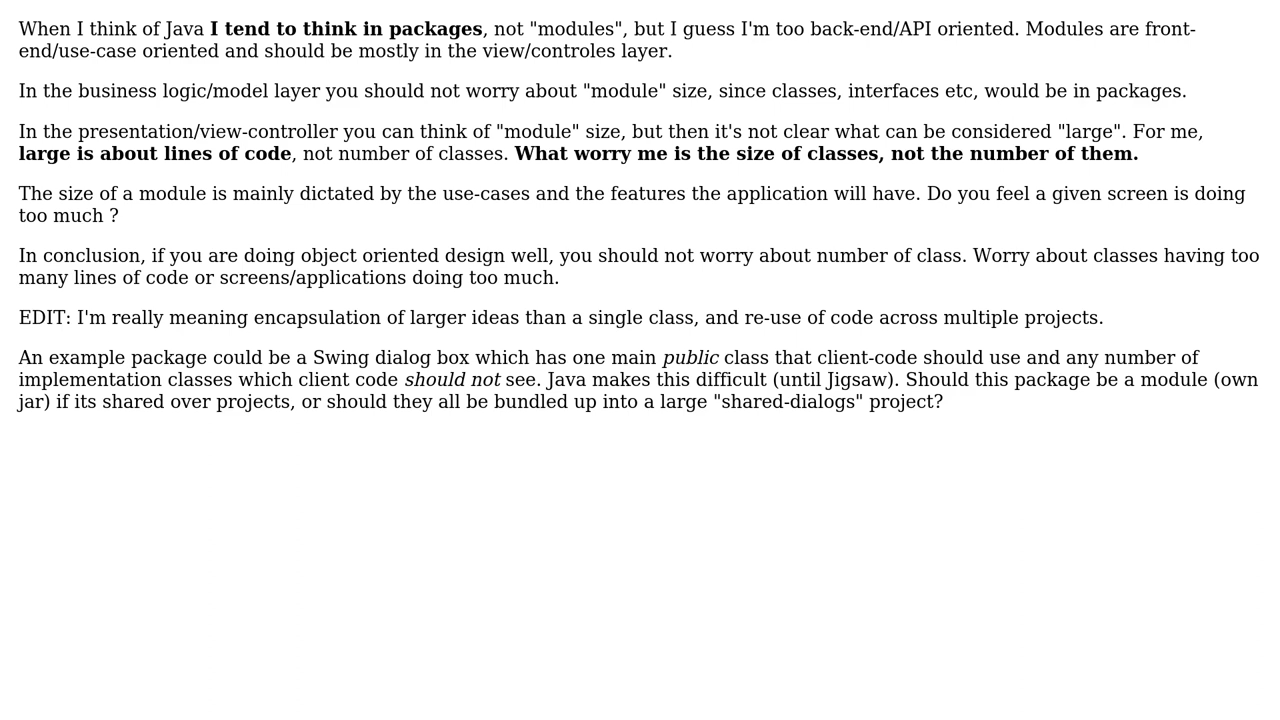 When I think of Java I tend to think in packages, not "modules", but I guess I'm too back-end/API oriented. Modules are front-
end/use-case oriented and should be mostly in the view/controles layer.
In the business logic/model layer you should not worry about "module" size, since classes, interfaces etc, would be in packages.
In the presentation/view-controller you can think of "module" size, but then it's not clear what can be considered "large". For me,
large is about lines of code, not number of classes. What worry me is the size of classes, not the number of them.
The size of a module is mainly dictated by the use-cases and the features the application will have. Do you feel a given screen is doing
too much ?
In conclusion, if you are doing object oriented design well, you should not worry about number of class. Worry about classes having too
many lines of code or screens/applications doing too much.
EDIT: I'm really meaning encapsulation of larger ideas than a single class, and re-use of code across multiple projects.
An example package could be a Swing dialog box which has one main public class that client-code should use and any number of
implementation classes which client code should not see. Java makes this difficult (until Jigsaw). Should this package be a module (own
jar) if its shared over projects, or should they all be bundled up into a large "shared-dialogs" project?